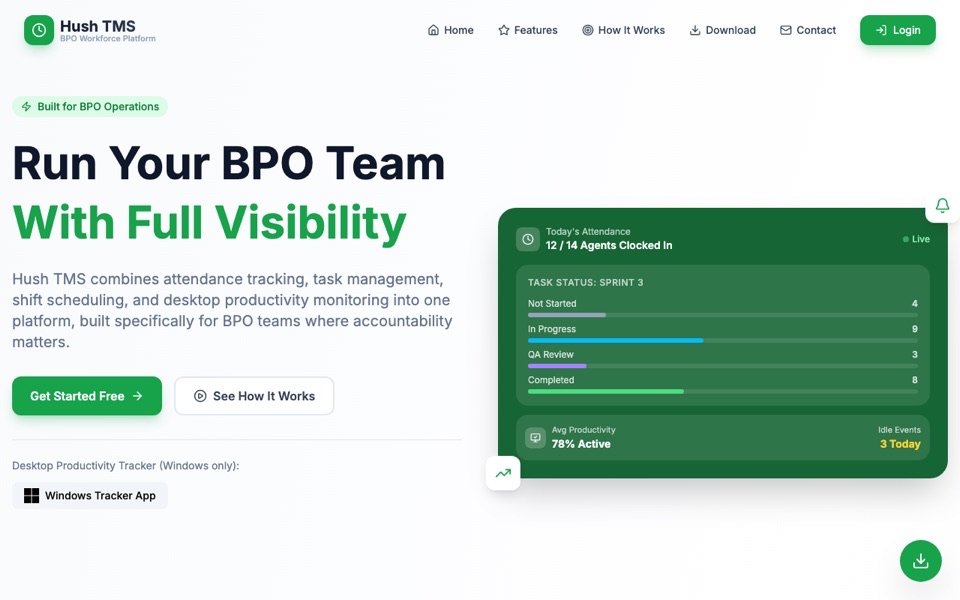 Hush TMS
BPO Workforce Platform
Home
Features
How It Works
Download
Contact
Login
Built for BPO Operations
Run Your BPO Team
With Full Visibility
Hush TMS combines attendance tracking, task management,
shift scheduling, and desktop productivity monitoring into one
platform, built specifically for BPO teams where accountability
matters.
Get Started Free
See How It Works
Desktop Productivity Tracker (Windows only):
Windows Tracker App
Today's Attendance
12 / 14 Agents Clocked In
Live
TASK STATUS: SPRINT 3
Not Started 4
In Progress 9
QA Review 3
Completed 8
Avg Productivity
78% Active
Idle Events
3 Today